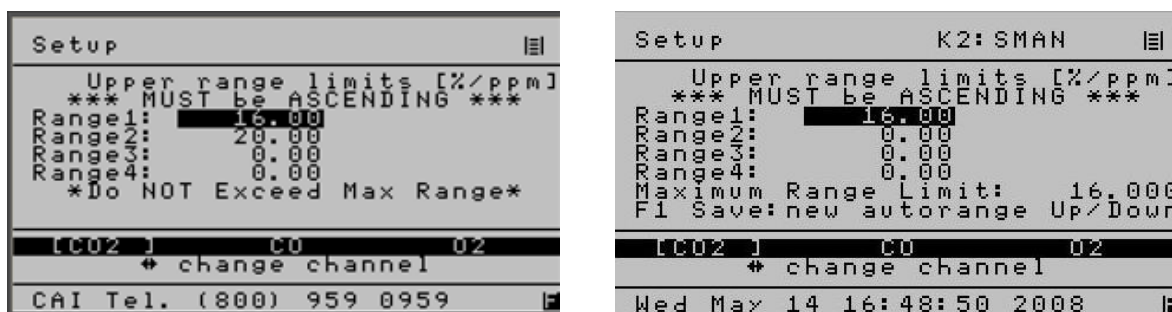 Setup
Upper range limits [%/ppm]
*** MUST be ASCENDING ***
Range1: 16.00
Range2: 20.00
Range3: 0.00
Range4: 0.00
*Do NOT Exceed Max Range*
[CO2 ] CO O2
change channel
CAI Tel. (800) 959 0959
Setup K2:SMAN
Upper range limits [%/ppm]
*** MUST be ASCENDING ***
Range1: 16.00
Range2: 0.00
Range3: 0.00
Range4: 0.00
Maximum Range Limit: 16.000
F1 Save:new autorange Up/Down
[CO2 ] CO O2
change channel
Wed May 14 16:48:50 2008